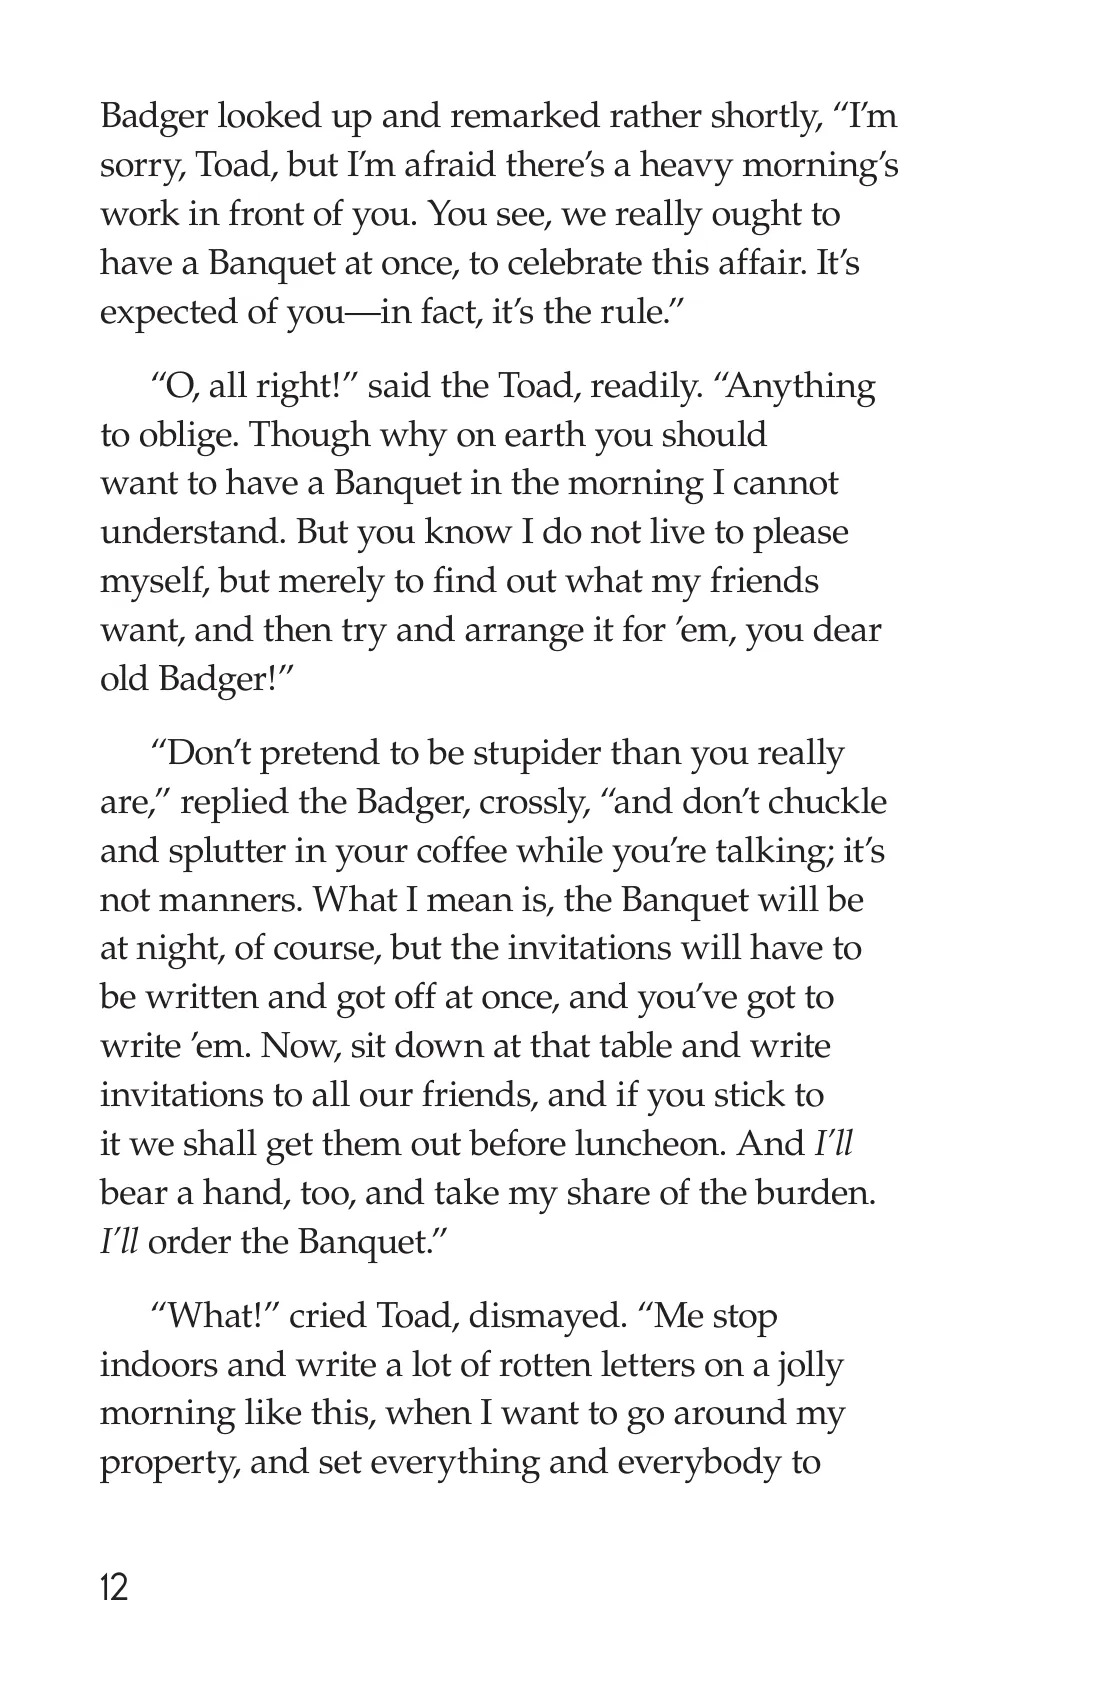 Badger looked up and remarked rather shortly, “I’m
sorry, Toad, but I’m afraid there’s a heavy morning’s
work in front of you. You see, we really ought to
have a Banquet at once, to celebrate this affair. It’s
expected of you—in fact, it’s the rule.”
“O, all right!” said the Toad, readily. “Anything
to oblige. Though why on earth you should
want to have a Banquet in the morning I cannot
understand. But you know I do not live to please
myself, but merely to find out what my friends
want, and then try and arrange it for ’em, you dear
old Badger!”
“Don’t pretend to be stupider than you really
are,” replied the Badger, crossly, “and don’t chuckle
and splutter in your coffee while you’re talking; it’s
not manners. What I mean is, the Banquet will be
at night, of course, but the invitations will have to
be written and got off at once, and you’ve got to
write ’em. Now, sit down at that table and write
invitations to all our friends, and if you stick to
it we shall get them out before luncheon. And I’ll
bear a hand, too, and take my share of the burden.
I’ll order the Banquet.”
“What!” cried Toad, dismayed. “Me stop
indoors and write a lot of rotten letters on a jolly
morning like this, when I want to go around my
property, and set everything and everybody to
12